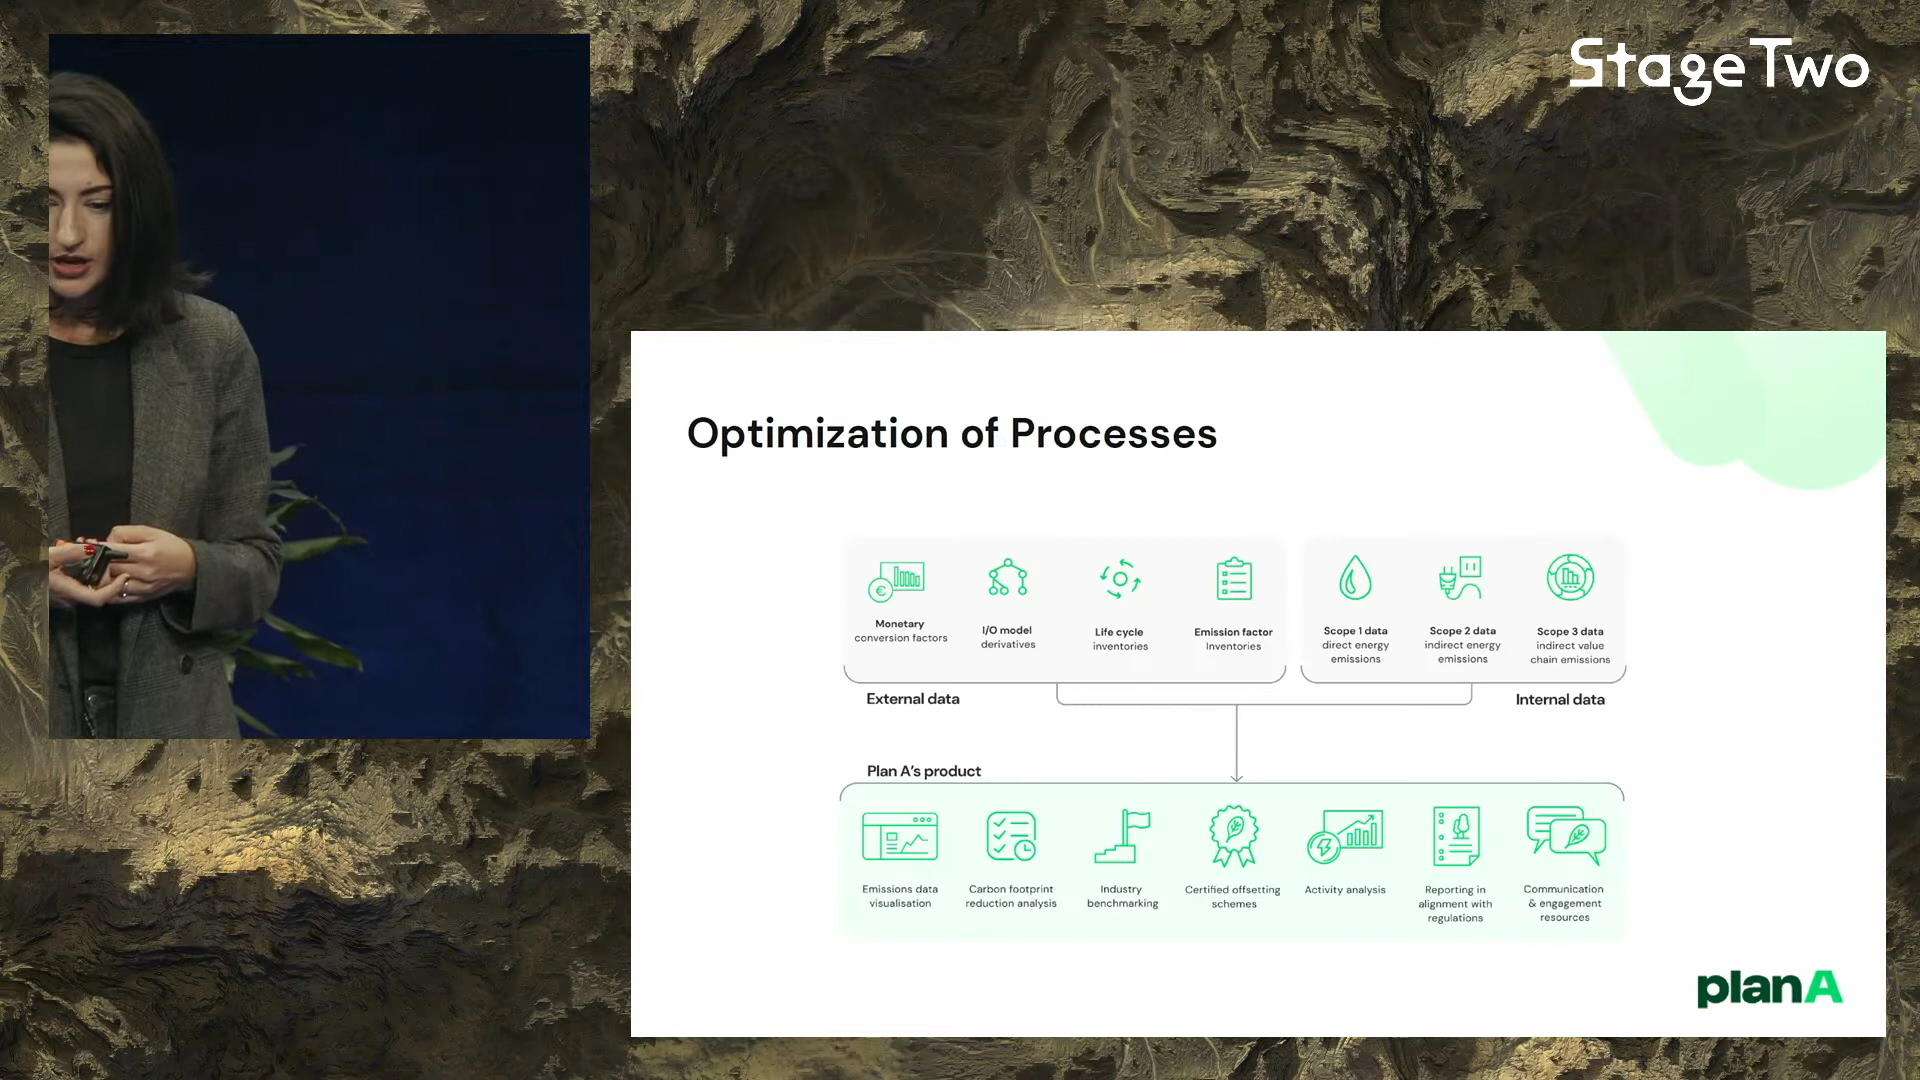 Stage Two
Optimization of Processes
Monetary
conversion factors
I/O model
derivatives
Life cycle
inventories
Emission factor
Inventories
Scope 1 data
direct energy
emissions
Scope 2 data
indirect energy
emissions
Scope 3 data
indirect value
chain emissions
External data
Internal data
Plan A's product
Emissions data
visualisation
Carbon footprint
reduction analysis
Industry
benchmarking
Certified offsetting
schemes
Activity analysis
Reporting in
alignment with
regulations
Communication
& engagement
resources
planA